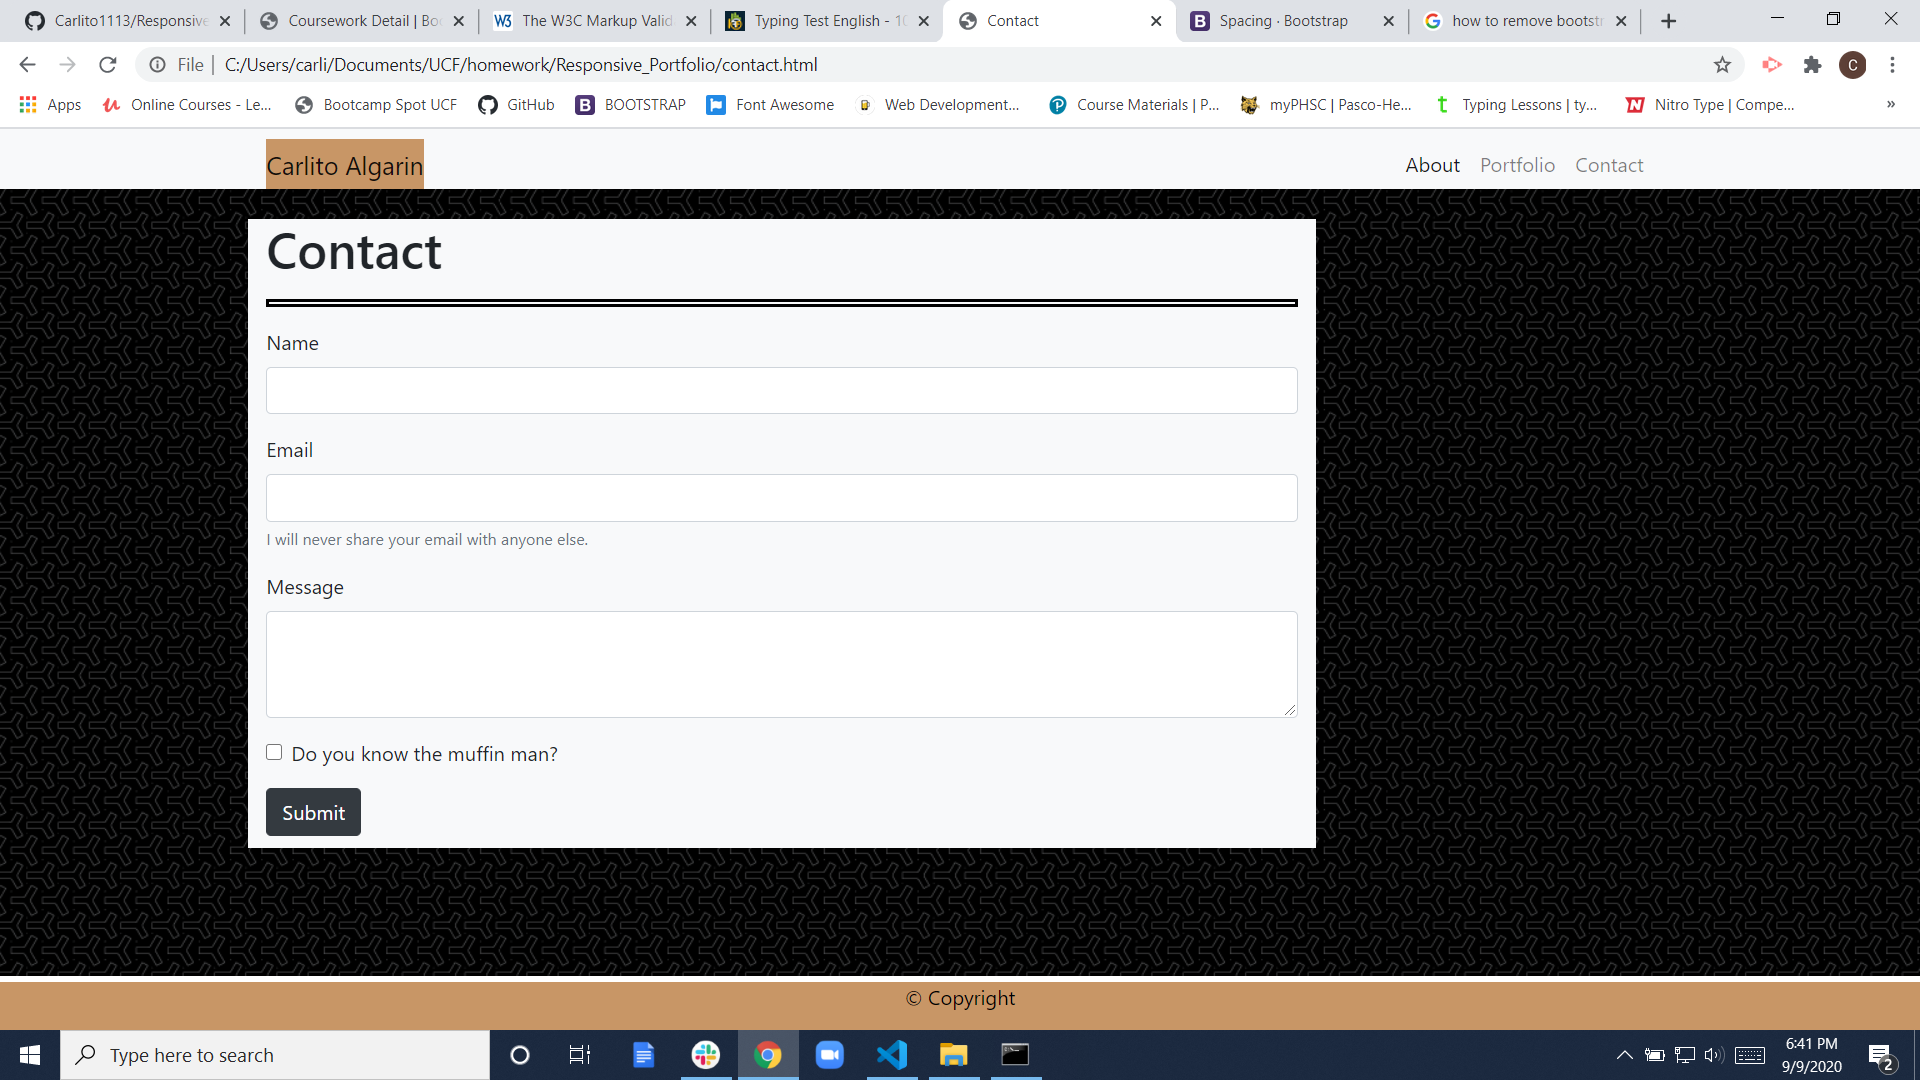 Carlito1113/Responsive
Coursework Detail | Boo
The W3C Markup Valid
Typing Test English - 10
Contact
Spacing · Bootstrap
how to remove bootstr
File | C:/Users/carli/Documents/UCF/homework/Responsive_Portfolio/contact.html
C
Apps
Online Courses - Le...
Bootcamp Spot UCF
GitHub
BOOTSTRAP
Font Awesome
Web Development...
Course Materials | P...
myPHSC | Pasco-He...
Typing Lessons | ty...
Nitro Type | Compe...
»
Carlito Algarin
About Portfolio Contact
Contact
Name
Email
I will never share your email with anyone else.
Message
Do you know the muffin man?
Submit
© Copyright
Type here to search
6:41 PM
9/9/2020
2